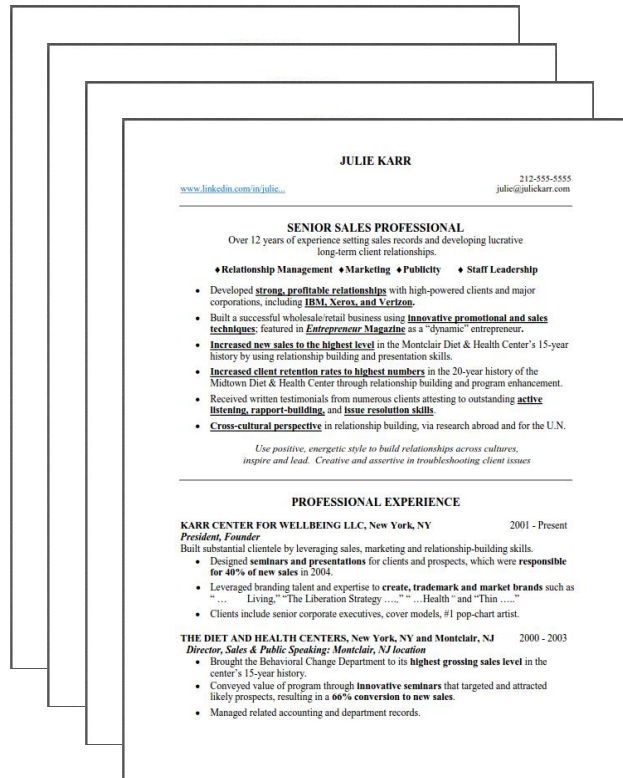 JULIE KARR
212-555-5555
www.linkedin.com/in/julie... julie@juliekarr.com
SENIOR SALES PROFESSIONAL
Over 12 years of experience setting sales records and developing lucrative
long-term client relationships.
♦Relationship Management ♦Marketing ♦Publicity ♦ Staff Leadership
• Developed strong, profitable relationships with high-powered clients and major
corporations, including IBM, Xerox, and Verizon.
• Built a successful wholesale/retail business using innovative promotional and sales
techniques; featured in Entrepreneur Magazine as a “dynamic” entrepreneur.
• Increased new sales to the highest level in the Montclair Diet & Health Center’s 15-year
history by using relationship building and presentation skills.
• Increased client retention rates to highest numbers in the 20-year history of the
Midtown Diet & Health Center through relationship building and program enhancement.
• Received written testimonials from numerous clients attesting to outstanding active
listening, rapport-building, and issue resolution skills.
• Cross-cultural perspective in relationship building, via research abroad and for the U.N.
Use positive, energetic style to build relationships across cultures,
inspire and lead. Creative and assertive in troubleshooting client issues
PROFESSIONAL EXPERIENCE
KARR CENTER FOR WELLBEING LLC, New York, NY 2001 - Present
President, Founder
Built substantial clientele by leveraging sales, marketing and relationship-building skills.
• Designed seminars and presentations for clients and prospects, which were responsible
for 40% of new sales in 2004.
• Leveraged branding talent and expertise to create, trademark and market brands such as
“ … Living,” “The Liberation Strategy ….,” “ …Health “ and “Thin …..”
• Clients include senior corporate executives, cover models, #1 pop-chart artist.
THE DIET AND HEALTH CENTERS, New York, NY and Montclair, NJ 2000 - 2003
Director, Sales & Public Speaking: Montclair, NJ location
• Brought the Behavioral Change Department to its highest grossing sales level in the
center’s 15-year history.
• Conveyed value of program through innovative seminars that targeted and attracted
likely prospects, resulting in a 66% conversion to new sales.
• Managed related accounting and department records.